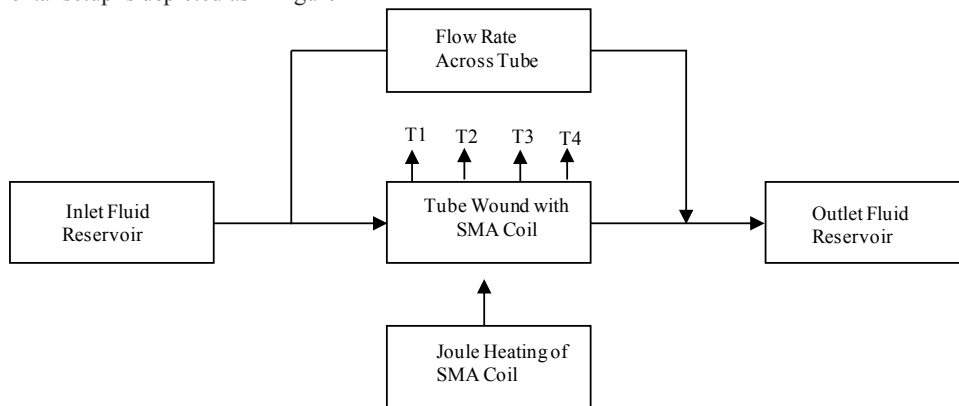 Flow Rate
Across Tube
T1 T2 T3 T4
Inlet Fluid
Reservoir
Tube Wound with
SMA Coil
Outlet Fluid
Reservoir
Joule Heating of
SMA Coil